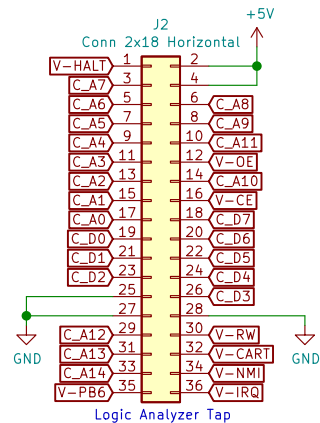 +5V
J2
Conn 2x18 Horizontal
V-HALT 1 2
C_A7 3 4
C_A6 5 6 C_A8
C_A5 7 8 C_A9
C_A4 9 10 C_A11
C_A3 11 12 V-OE
C_A2 13 14 C_A10
C_A1 15 16 V-CE
C_A0 17 18 C_D7
C_D0 19 20 C_D6
C_D1 21 22 C_D5
C_D2 23 24 C_D4
25 26 C_D3
27 28
C_A12 29 30 V-RW
C_A13 31 32 V-CART
C_A14 33 34 V-NMI
V-PB6 35 36 V-IRQ
GND GND
Logic Analyzer Tap